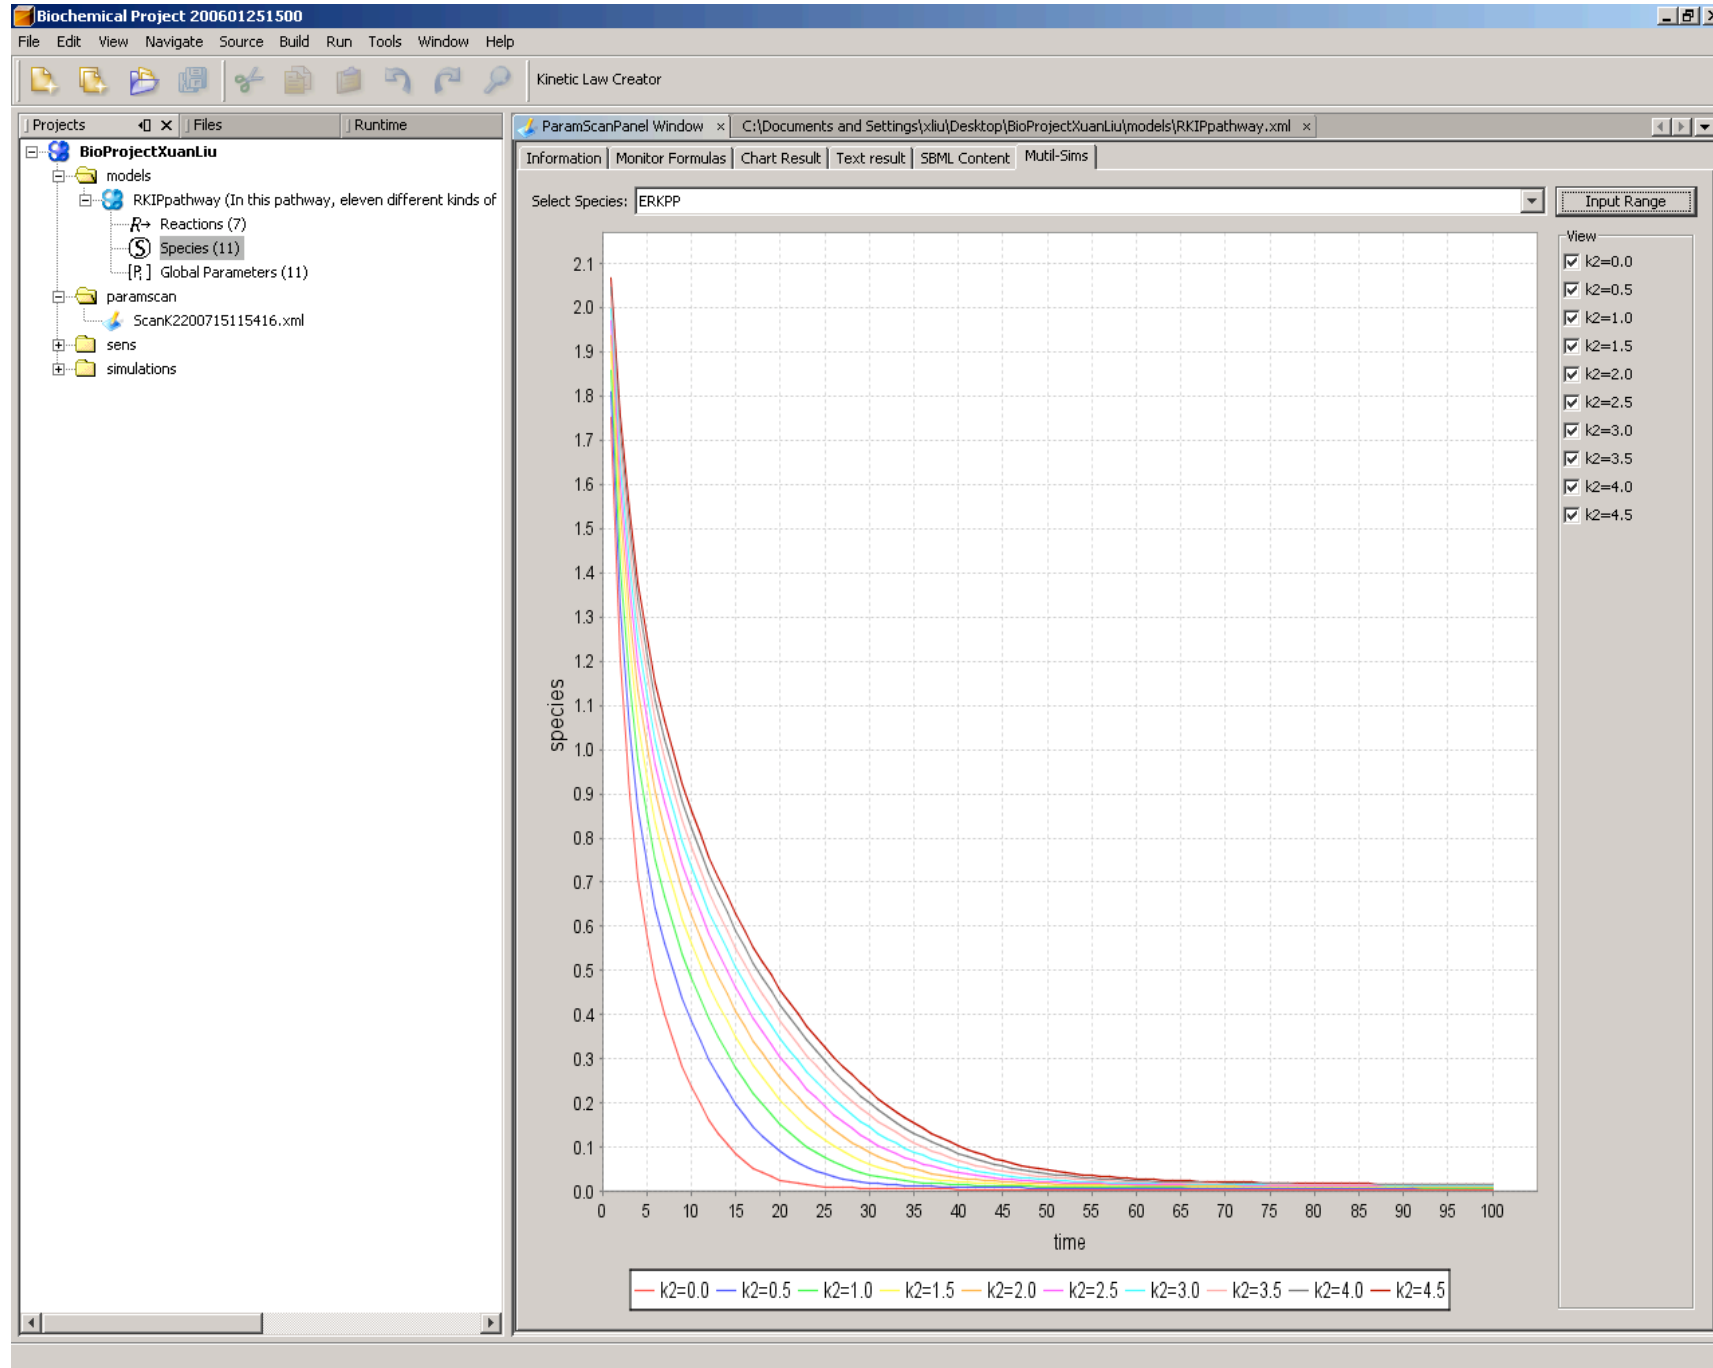 Biochemical Project 200601251500
File Edit View Navigate Source Build Run Tools Window Help
Kinetic Law Creator
Projects Files Runtime
ParamScanPanel Window C:\Documents and Settings\xliu\Desktop\BioProjectXuanLiu\models\RKIPpathway.xml
BioProjectXuanLiu
models
RKIPpathway (In this pathway, eleven different kinds of
Reactions (7)
Species (11)
Global Parameters (11)
paramscan
ScanK2200715115416.xml
sens
simulations
Information Monitor Formulas Chart Result Text result SBML Content Mutil-Sims
Select Species: ERKPP Input Range
View
k2=0.0
k2=0.5
k2=1.0
k2=1.5
k2=2.0
k2=2.5
k2=3.0
k2=3.5
k2=4.0
k2=4.5
species
2.1
2.0
1.9
1.8
1.7
1.6
1.5
1.4
1.3
1.2
1.1
1.0
0.9
0.8
0.7
0.6
0.5
0.4
0.3
0.2
0.1
0.0
0 5 10 15 20 25 30 35 40 45 50 55 60 65 70 75 80 85 90 95 100
time
k2=0.0 k2=0.5 k2=1.0 k2=1.5 k2=2.0 k2=2.5 k2=3.0 k2=3.5 k2=4.0 k2=4.5